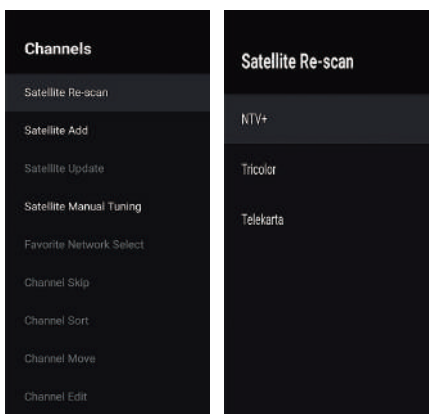 Channels
Satellite Re-scan
Satellite Add
Satellite Update
Satellite Manual Tuning
Favorite Network Select
Channel Skip
Channel Sort
Channel Move
Channel Edit
Satellite Re-scan
NTV+
Tricolor
Telekarta